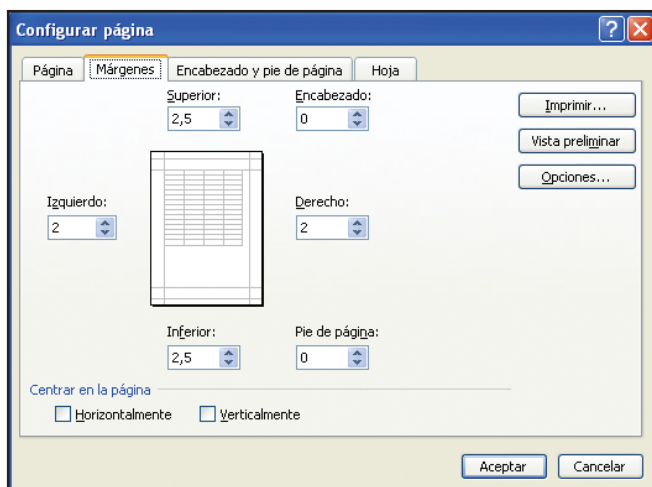 Configurar página
Página Márgenes Encabezado y pie de página Hoja
Superior: Encabezado:
2,5 0
Imprimir...
Vista preliminar
Opciones...
Izquierdo: Derecho:
2 2
Inferior: Pie de página:
2,5 0
Centrar en la página
Horizontalmente Verticalmente
Aceptar Cancelar